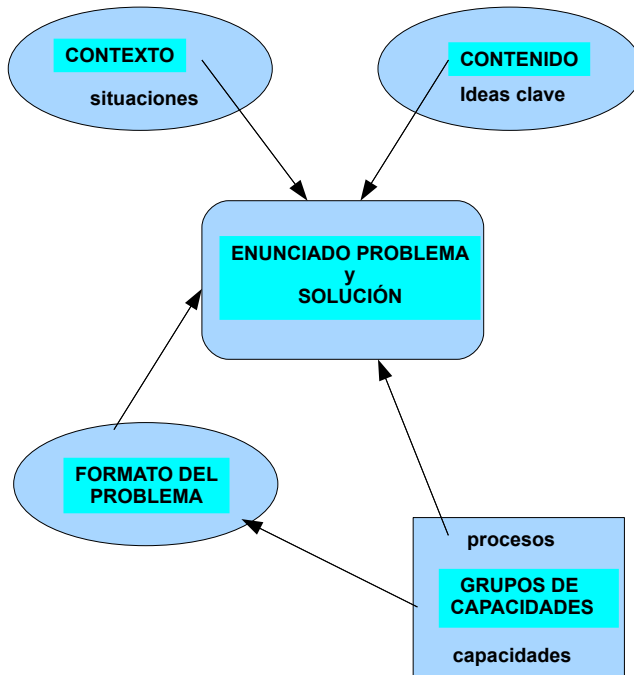 CONTEXTO
situaciones
CONTENIDO
Ideas clave
ENUNCIADO PROBLEMA
y
SOLUCIÓN
FORMATO DEL
PROBLEMA
procesos
GRUPOS DE
CAPACIDADES
capacidades